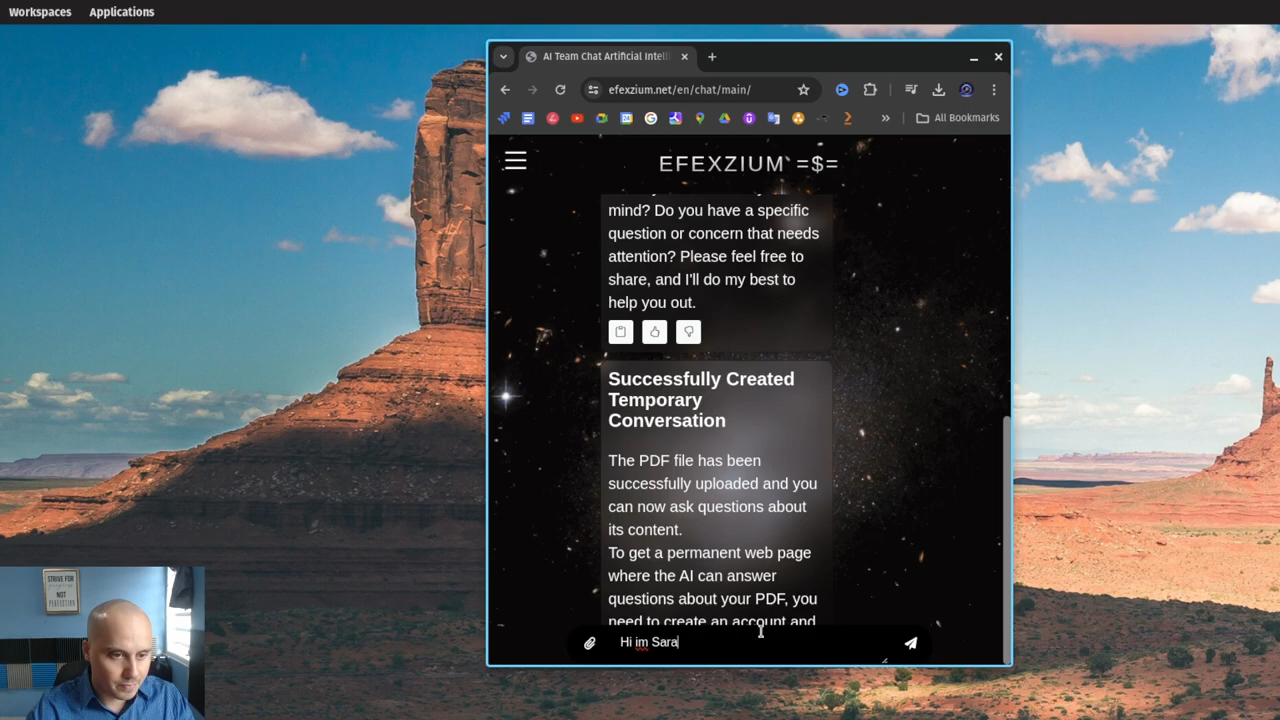 Workspaces Applications
AI Team Chat Artificial Intelli
efexzium.net/en/chat/main/
All Bookmarks
EFEXZIUM =$=
mind? Do you have a specific
question or concern that needs
attention? Please feel free to
share, and I'll do my best to
help you out.
Successfully Created
Temporary
Conversation
The PDF file has been
successfully uploaded and you
can now ask questions about
its content.
To get a permanent web page
where the AI can answer
questions about your PDF, you
need to create an account and
Hi im Sara
STRIVE FOR
progress
NOT
PERFECTION